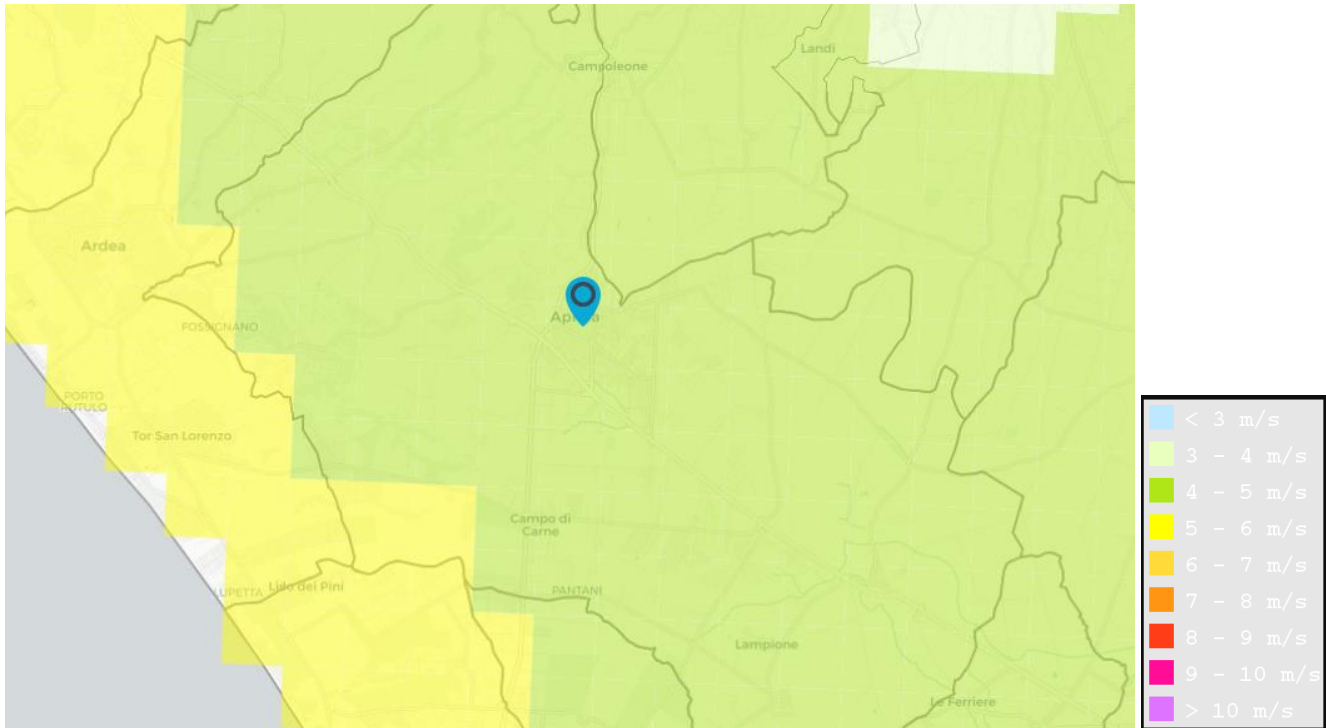 Landi
Campoleone
Ardea
FOSSIGNANO
PORTO
Tor San Lorenzo
Campo di
Carne
LUPETTA
Lido dei Pini
PANTANI
Lampione
Le Ferriere
< 3 m/s
3 - 4 m/s
4 - 5 m/s
5 - 6 m/s
6 - 7 m/s
7 - 8 m/s
8 - 9 m/s
9 - 10 m/s
> 10 m/s